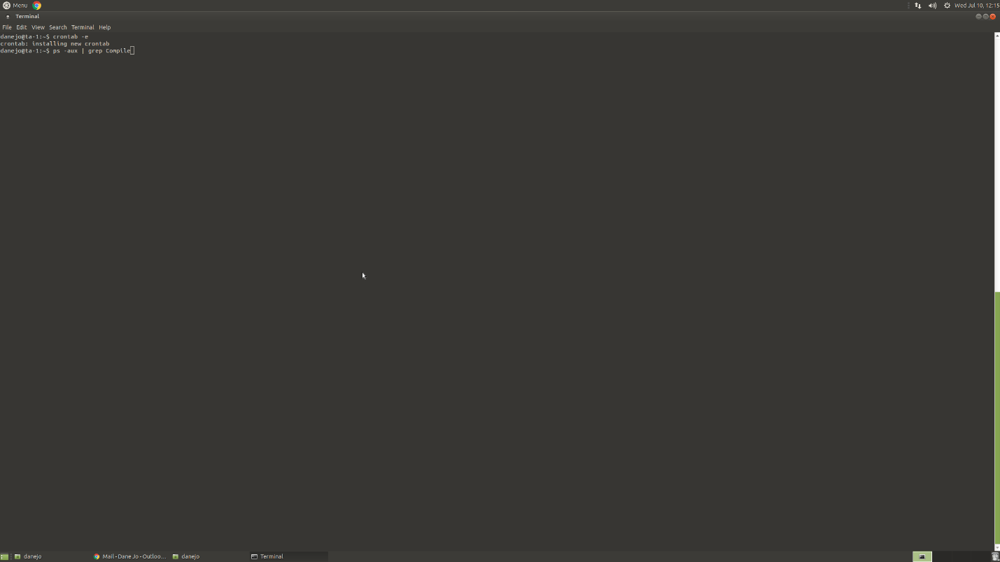 Menu
Wed Jul 10, 12:15
Terminal
File Edit View Search Terminal Help
danejo@ta-1:~$ crontab -e
crontab: installing new crontab
danejo@ta-1:~$ ps -aux | grep Compile
danejo
Mail - Dane Jo - Outloo...
danejo
Terminal